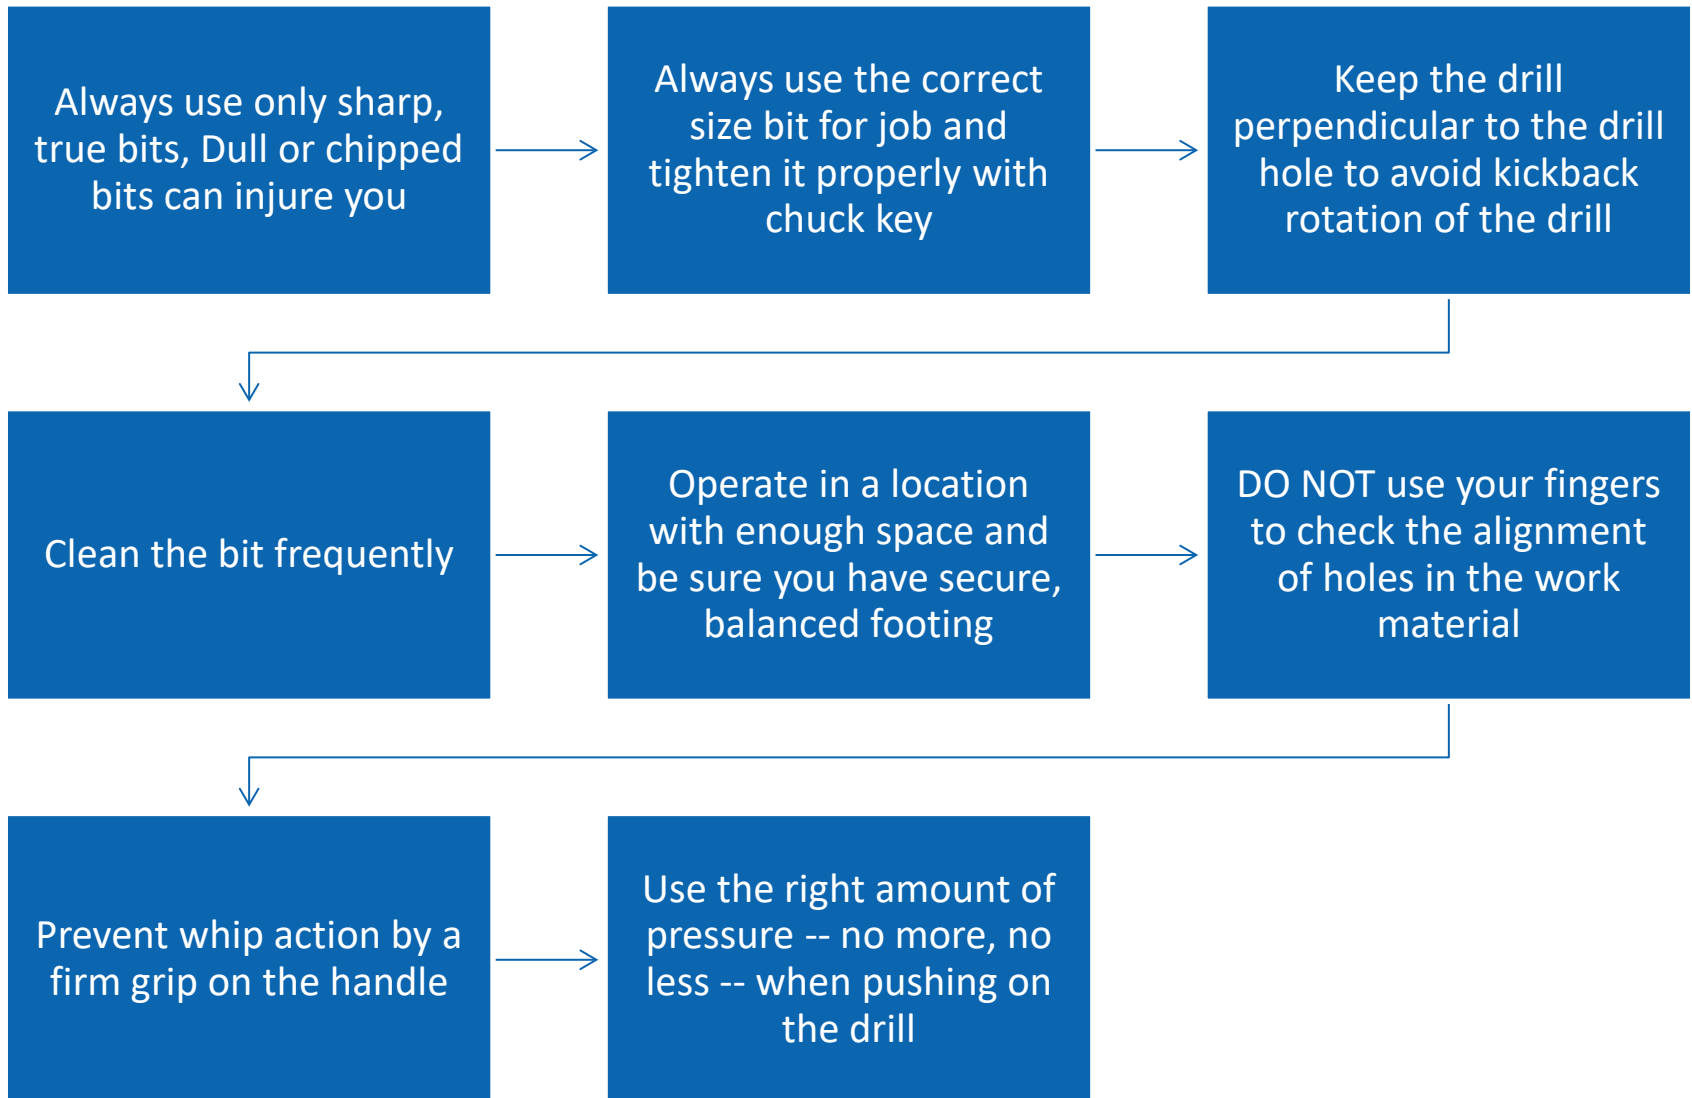 Always use only sharp,
true bits, Dull or chipped
bits can injure you
Always use the correct
size bit for job and
tighten it properly with
chuck key
Keep the drill
perpendicular to the drill
hole to avoid kickback
rotation of the drill
Clean the bit frequently
Operate in a location
with enough space and
be sure you have secure,
balanced footing
DO NOT use your fingers
to check the alignment
of holes in the work
material
Prevent whip action by a
firm grip on the handle
Use the right amount of
pressure -- no more, no
less -- when pushing on
the drill